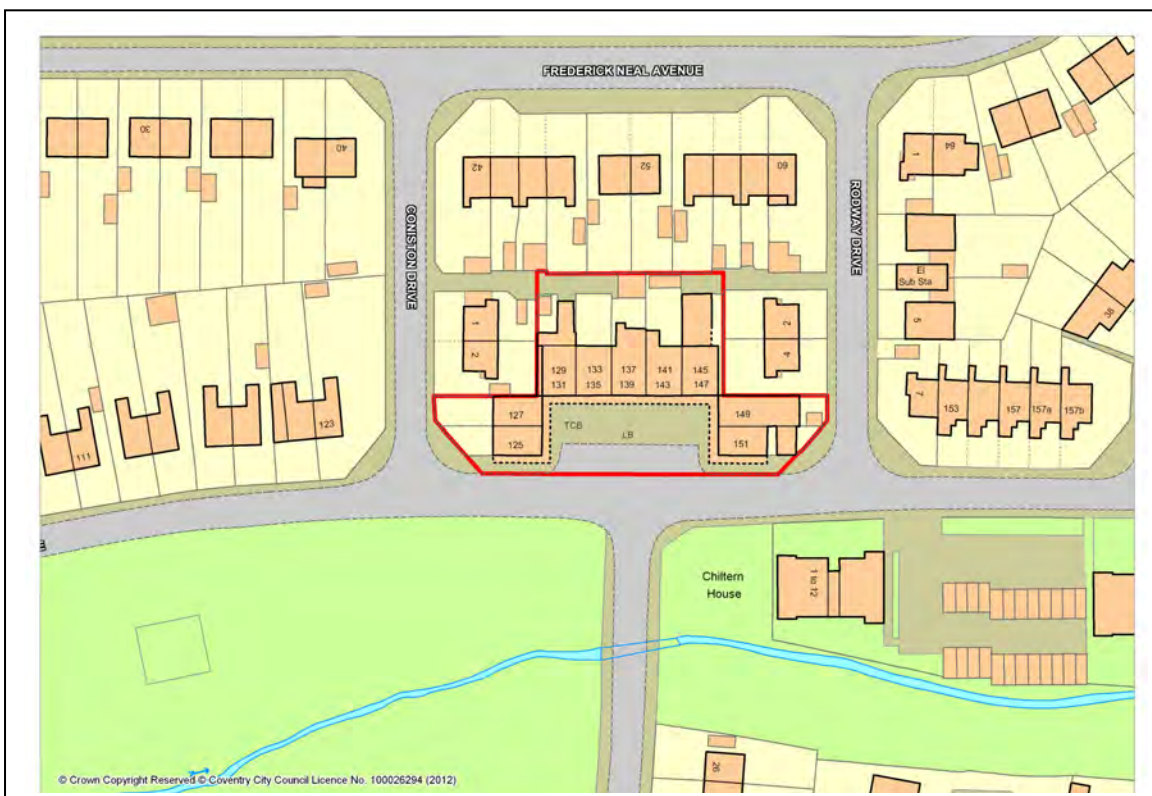 FREDERICK NEAL AVENUE
30
40
42
52
60
1
64
CONISTON DRIVE
RODWAY DRIVE
El
Sub Sta
5
38
1
2
2
4
129
131
133
135
137
139
141
143
145
147
127
125
149
151
TCB
LB
7
153
157
157a
157b
111
123
Chiltern
House
1 to 12
26
© Crown Copyright Reserved © Coventry City Council Licence No. 100026294 (2012)